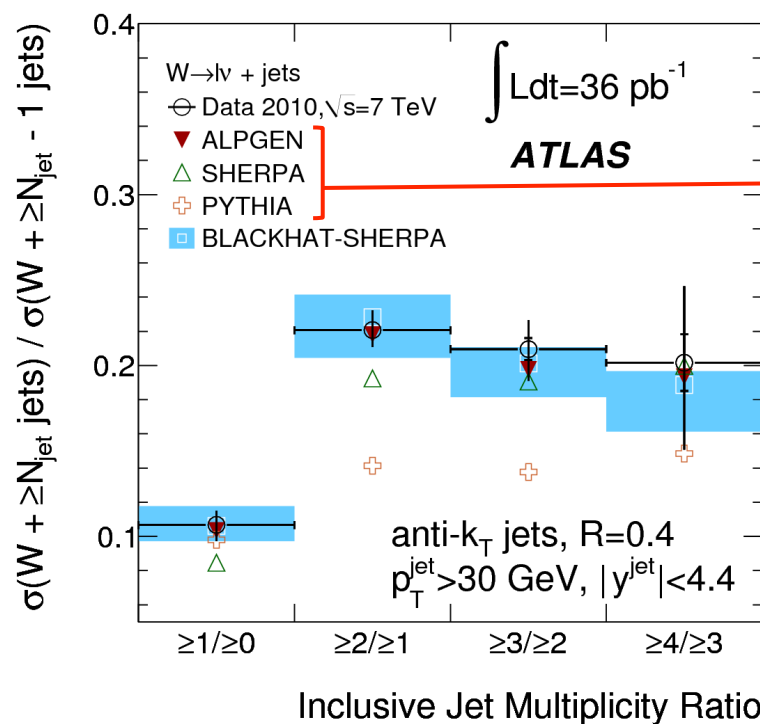 σ(W + ≥N_jet jets) / σ(W + ≥N_jet - 1 jets)
0.4
0.3
0.2
0.1
W→lν + jets
Data 2010,√s=7 TeV
ALPGEN
SHERPA
PYTHIA
BLACKHAT-SHERPA
∫Ldt=36 pb⁻¹
ATLAS
anti-k_T jets, R=0.4
p_T^jet>30 GeV, |y^jet|<4.4
≥1/≥0 ≥2/≥1 ≥3/≥2 ≥4/≥3
Inclusive Jet Multiplicity Ratio